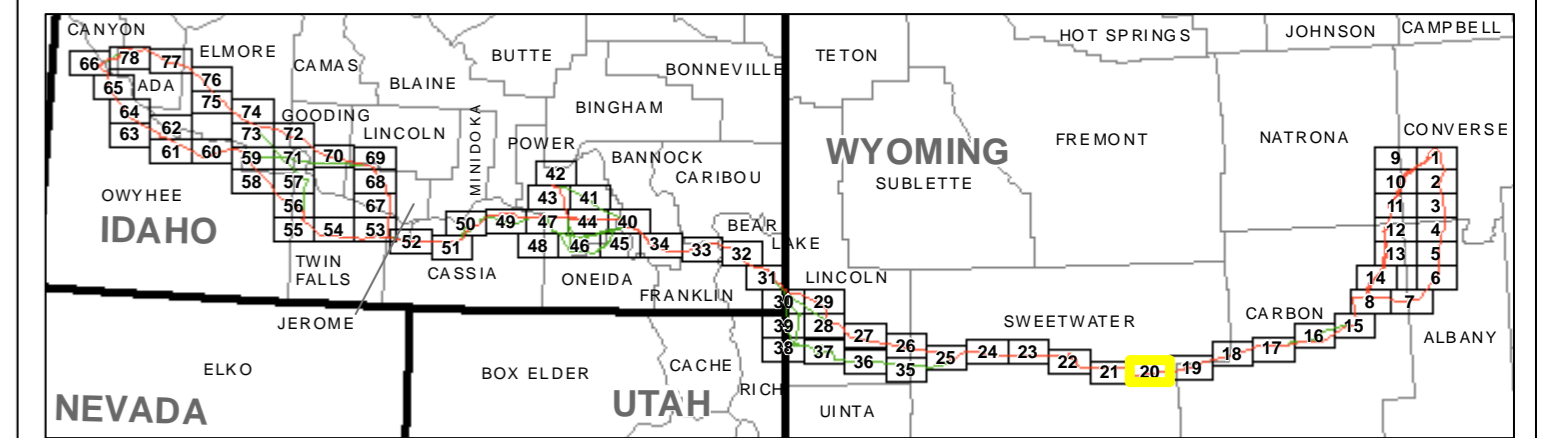 CANYON
HOT SPRINGS
JOHNSON
CAMPBELL
ELMORE
BUTTE
TETON
66
78
77
CAMAS
BONNEVILLE
76
65
ADA
BLAINE
75
BINGHAM
64
74
GOODING
63
62
73
72
LINCOLN
MINIDOKA
POWER
WYOMING
FREMONT
NATRONA
CONVERSE
61
60
59
71
70
69
BANNOCK
9
1
58
57
68
42
CARIBOU
SUBLETTE
10
2
OWYHEE
56
67
43
41
11
3
IDAHO
55
54
53
50
49
47
44
40
BEAR
LAKE
12
4
52
51
48
46
45
34
33
32
13
5
TWIN
FALLS
CASSIA
ONEIDA
31
LINCOLN
14
6
FRANKLIN
30
29
8
7
JEROME
39
28
SWEETWATER
CARBON
15
ALBANY
38
37
27
26
16
36
25
24
23
22
18
17
ELKO
BOX ELDER
CACHE
35
21
20
19
RICH
NEVADA
UTAH
UINTA